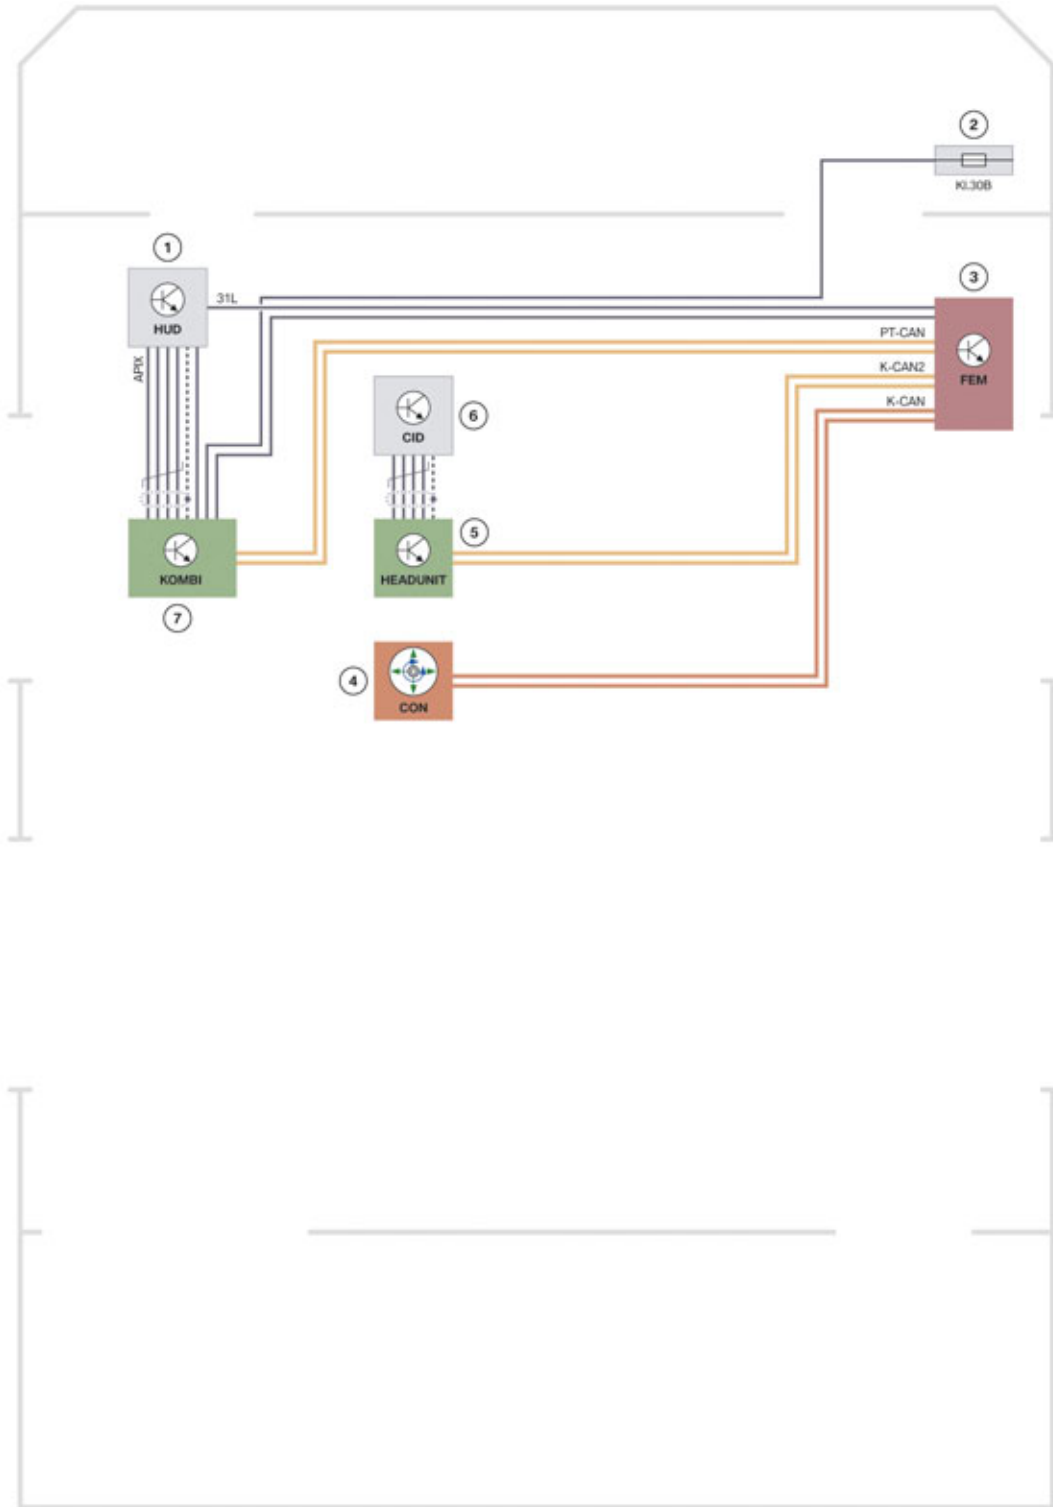 2
Kl.30B
1
3
31L
HUD
PT-CAN
APIX
K-CAN2
FEM
K-CAN
6
CID
5
KOMBI
HEADUNIT
7
4
CON